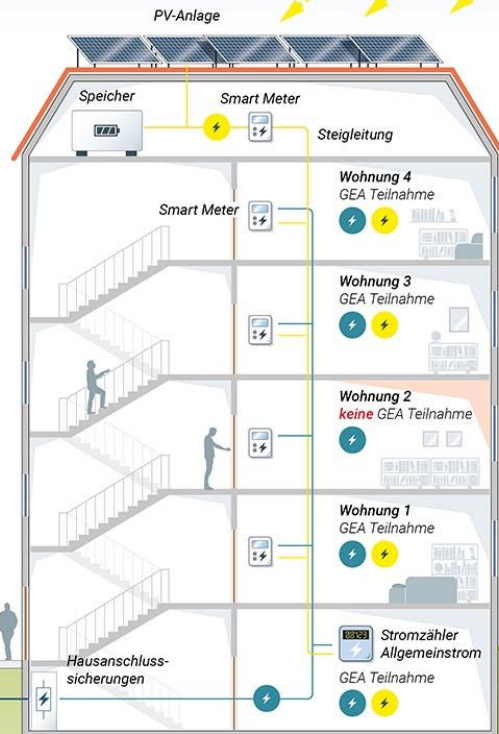 PV-Anlage
Speicher
Smart Meter
Steigleitung
Wohnung 4
GEA Teilnahme
Smart Meter
Wohnung 3
GEA Teilnahme
Wohnung 2
keine GEA Teilnahme
Wohnung 1
GEA Teilnahme
Stromzähler
Allgemeinstrom
GEA Teilnahme
Hausanschluss-
sicherungen